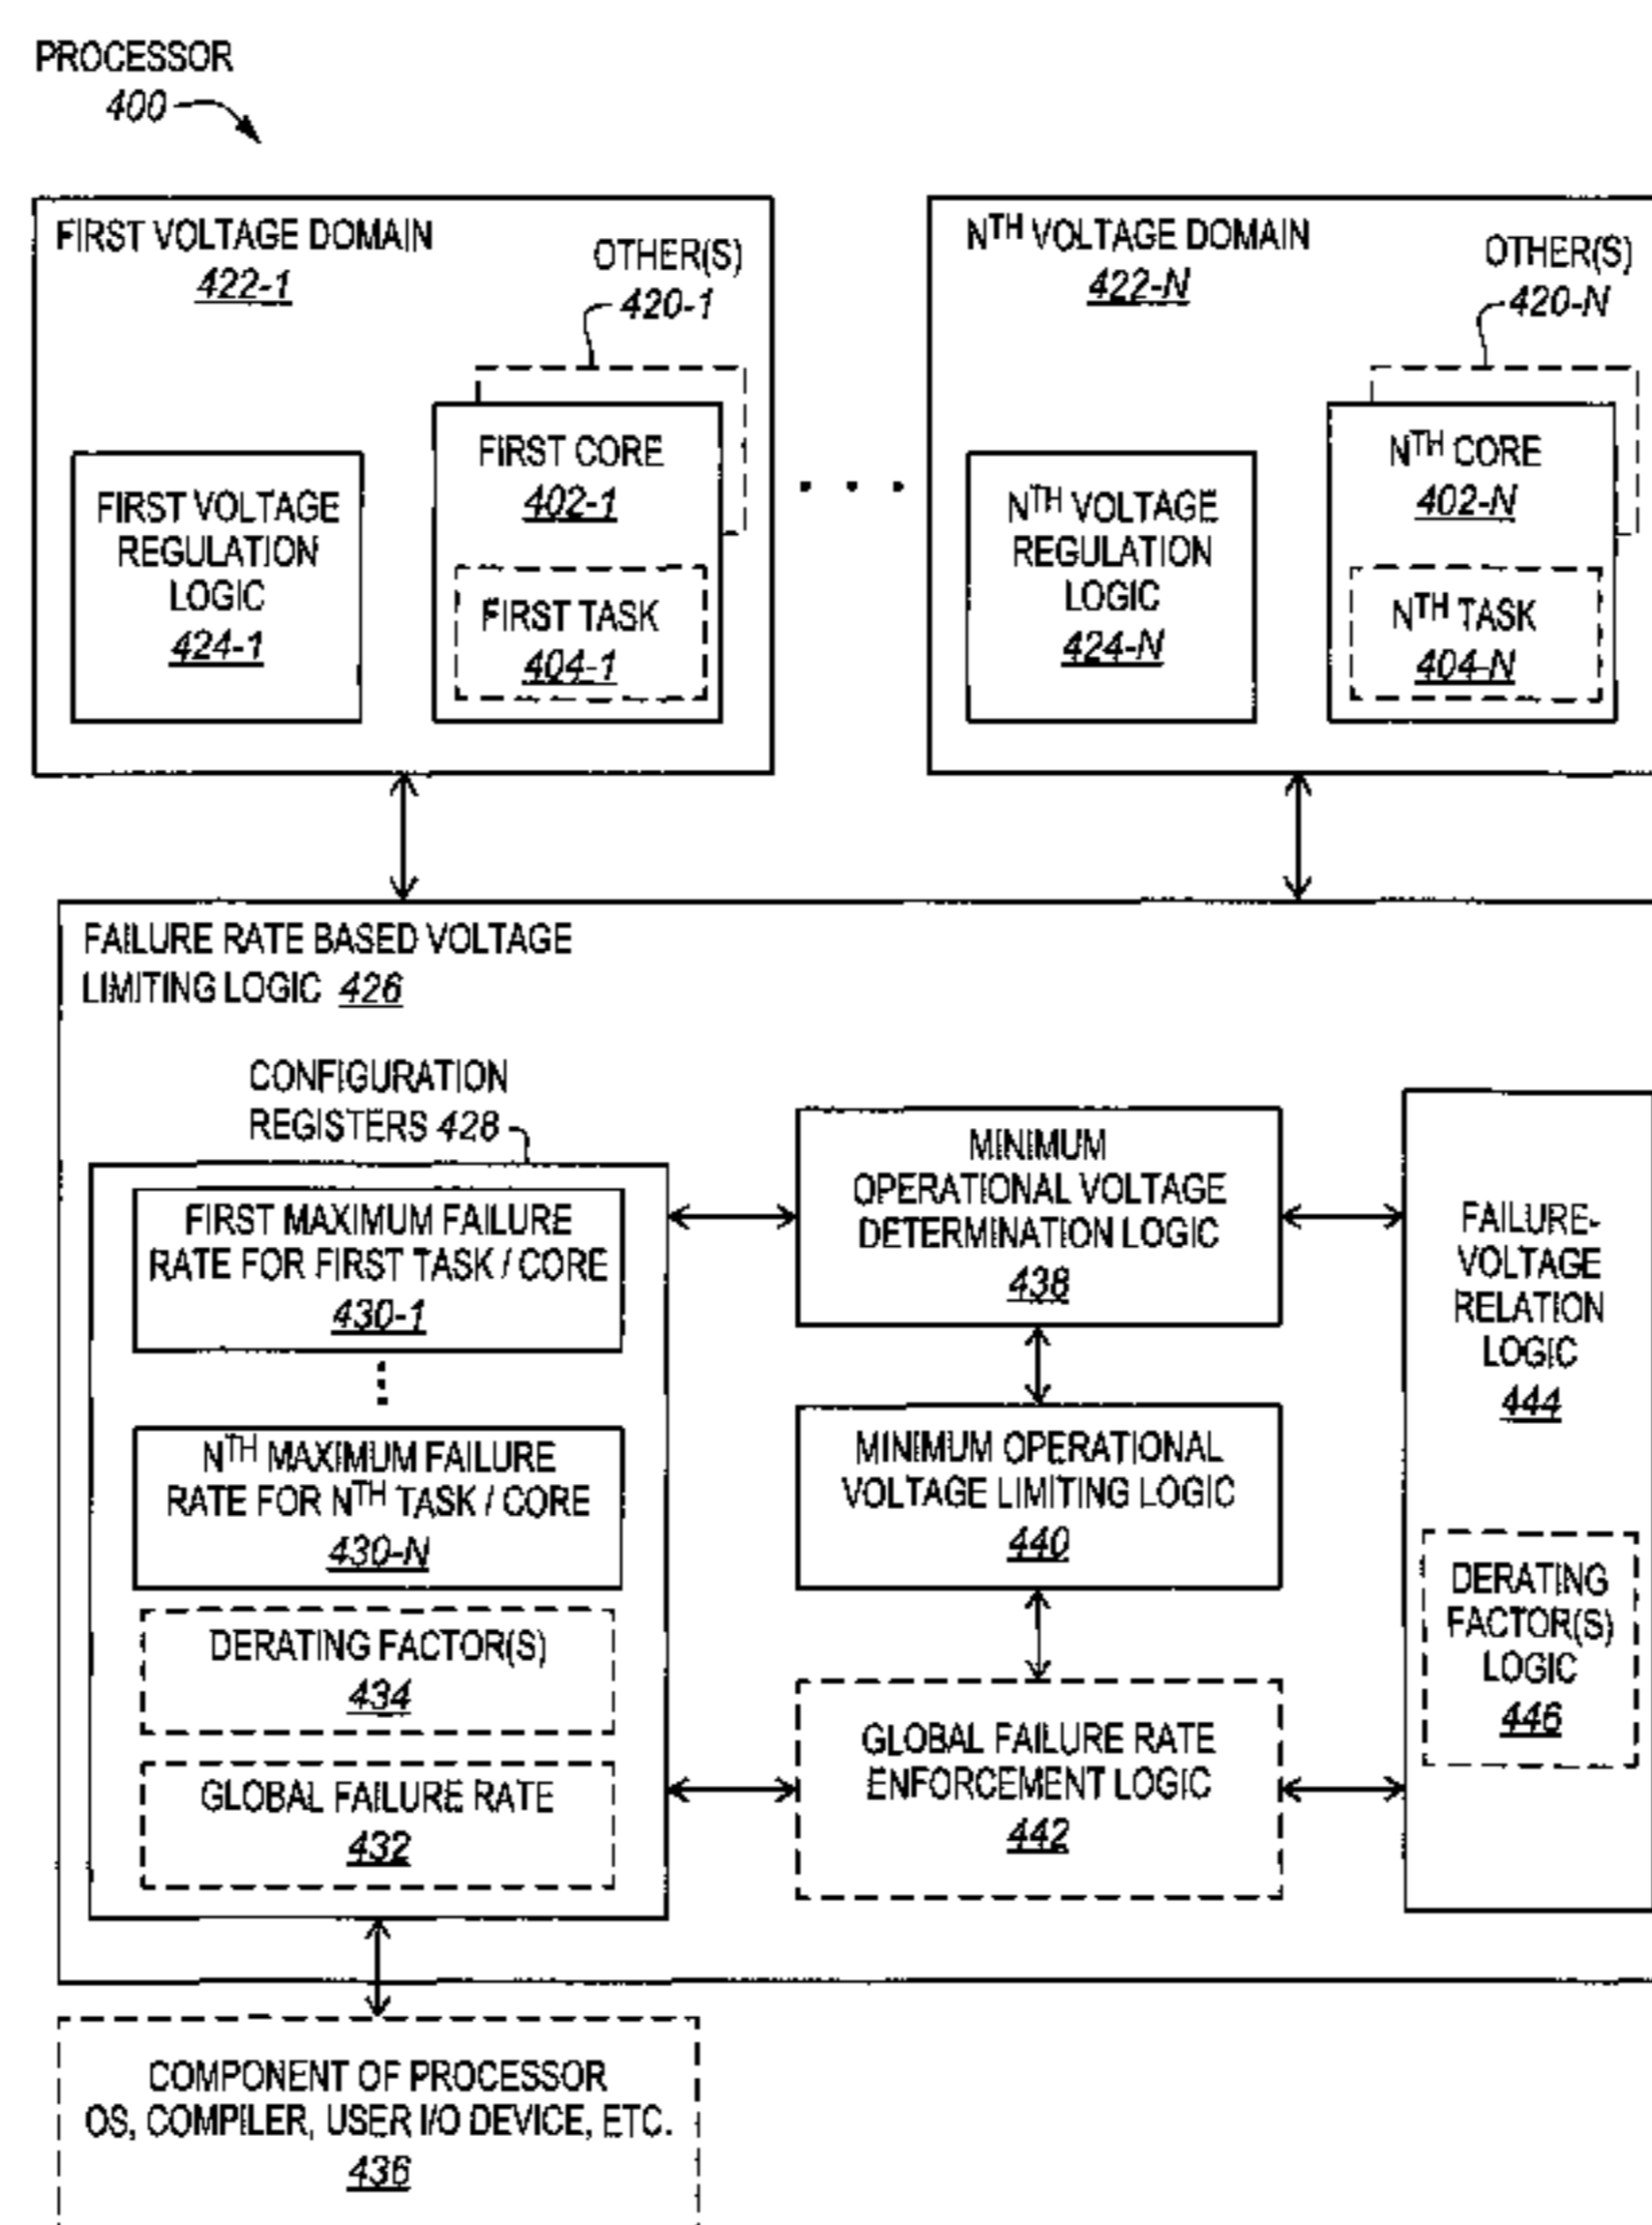 PROCESSOR
400
FIRST VOLTAGE DOMAIN
422-1
OTHER(S)
420-1
FIRST VOLTAGE
REGULATION
LOGIC
424-1
FIRST CORE
402-1
FIRST TASK
404-1
. . .
NTH VOLTAGE DOMAIN
422-N
OTHER(S)
420-N
NTH VOLTAGE
REGULATION
LOGIC
424-N
NTH CORE
402-N
NTH TASK
404-N
FAILURE RATE BASED VOLTAGE
LIMITING LOGIC 426
CONFIGURATION
REGISTERS 428
FIRST MAXIMUM FAILURE
RATE FOR FIRST TASK / CORE
430-1
NTH MAXIMUM FAILURE
RATE FOR NTH TASK / CORE
430-N
DERATING FACTOR(S)
434
GLOBAL FAILURE RATE
432
MINIMUM
OPERATIONAL VOLTAGE
DETERMINATION LOGIC
438
MINIMUM OPERATIONAL
VOLTAGE LIMITING LOGIC
440
GLOBAL FAILURE RATE
ENFORCEMENT LOGIC
442
FAILURE-
VOLTAGE
RELATION
LOGIC
444
DERATING
FACTOR(S)
LOGIC
446
COMPONENT OF PROCESSOR
OS, COMPILER, USER I/O DEVICE, ETC.
436